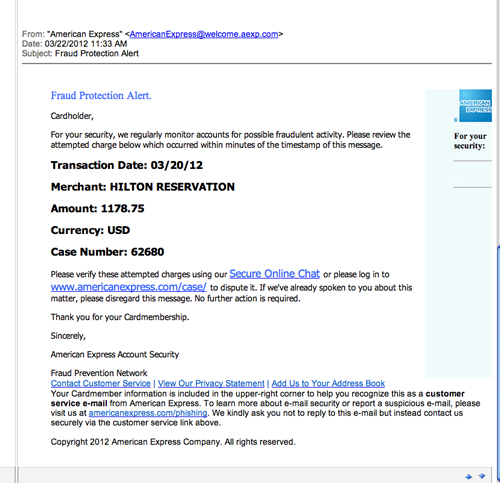 From: "American Express" <AmericanExpress@welcome.aexp.com>
Date: 03/22/2012 11:33 AM
Subject: Fraud Protection Alert
Fraud Protection Alert.
Cardholder,
For your security, we regularly monitor accounts for possible fraudulent activity. Please review the
attempted charge below which occurred within minutes of the timestamp of this message.
Transaction Date: 03/20/12
Merchant: HILTON RESERVATION
Amount: 1178.75
Currency: USD
Case Number: 62680
Please verify these attempted charges using our Secure Online Chat or please log in to
www.americanexpress.com/case/ to dispute it. If we've already spoken to you about this
matter, please disregard this message. No further action is required.
Thank you for your Cardmembership.
Sincerely,
American Express Account Security
Fraud Prevention Network
Contact Customer Service | View Our Privacy Statement | Add Us to Your Address Book
Your Cardmember information is included in the upper-right corner to help you recognize this as a customer
service e-mail from American Express. To learn more about e-mail security or report a suspicious e-mail, please
visit us at americanexpress.com/phishing. We kindly ask you not to reply to this e-mail but instead contact us
securely via the customer service link above.
Copyright 2012 American Express Company. All rights reserved.
AMERICAN
EXPRESS
®
For your
security: